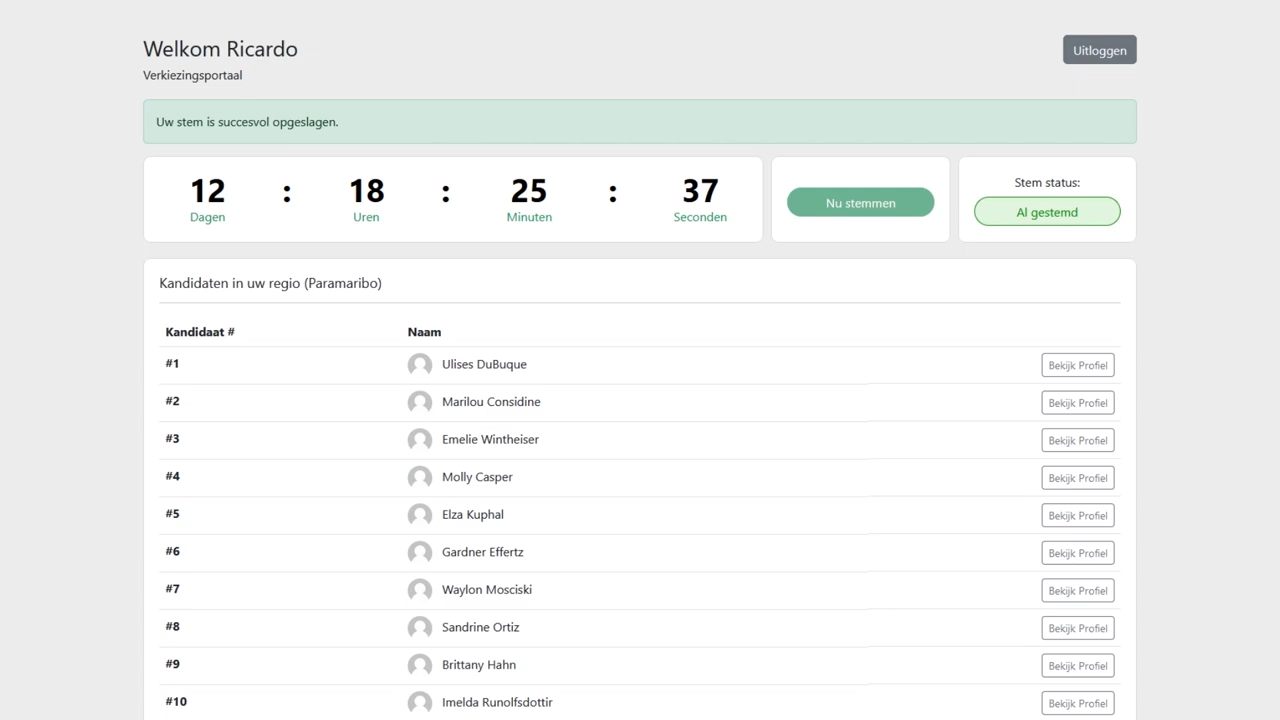 Welkom Ricardo
Verkiezingsportaal
Uitloggen
Uw stem is succesvol opgeslagen.
12 : 18 : 25 : 37
Dagen Uren Minuten Seconden
Nu stemmen
Stem status:
Al gestemd
Kandidaten in uw regio (Paramaribo)
Kandidaat # Naam
#1 Ulises DuBuque Bekijk Profiel
#2 Marilou Considine Bekijk Profiel
#3 Emelie Wintheiser Bekijk Profiel
#4 Molly Casper Bekijk Profiel
#5 Elza Kuphal Bekijk Profiel
#6 Gardner Effertz Bekijk Profiel
#7 Waylon Mosciski Bekijk Profiel
#8 Sandrine Ortiz Bekijk Profiel
#9 Brittany Hahn Bekijk Profiel
#10 Imelda Runolfsdottir Bekijk Profiel